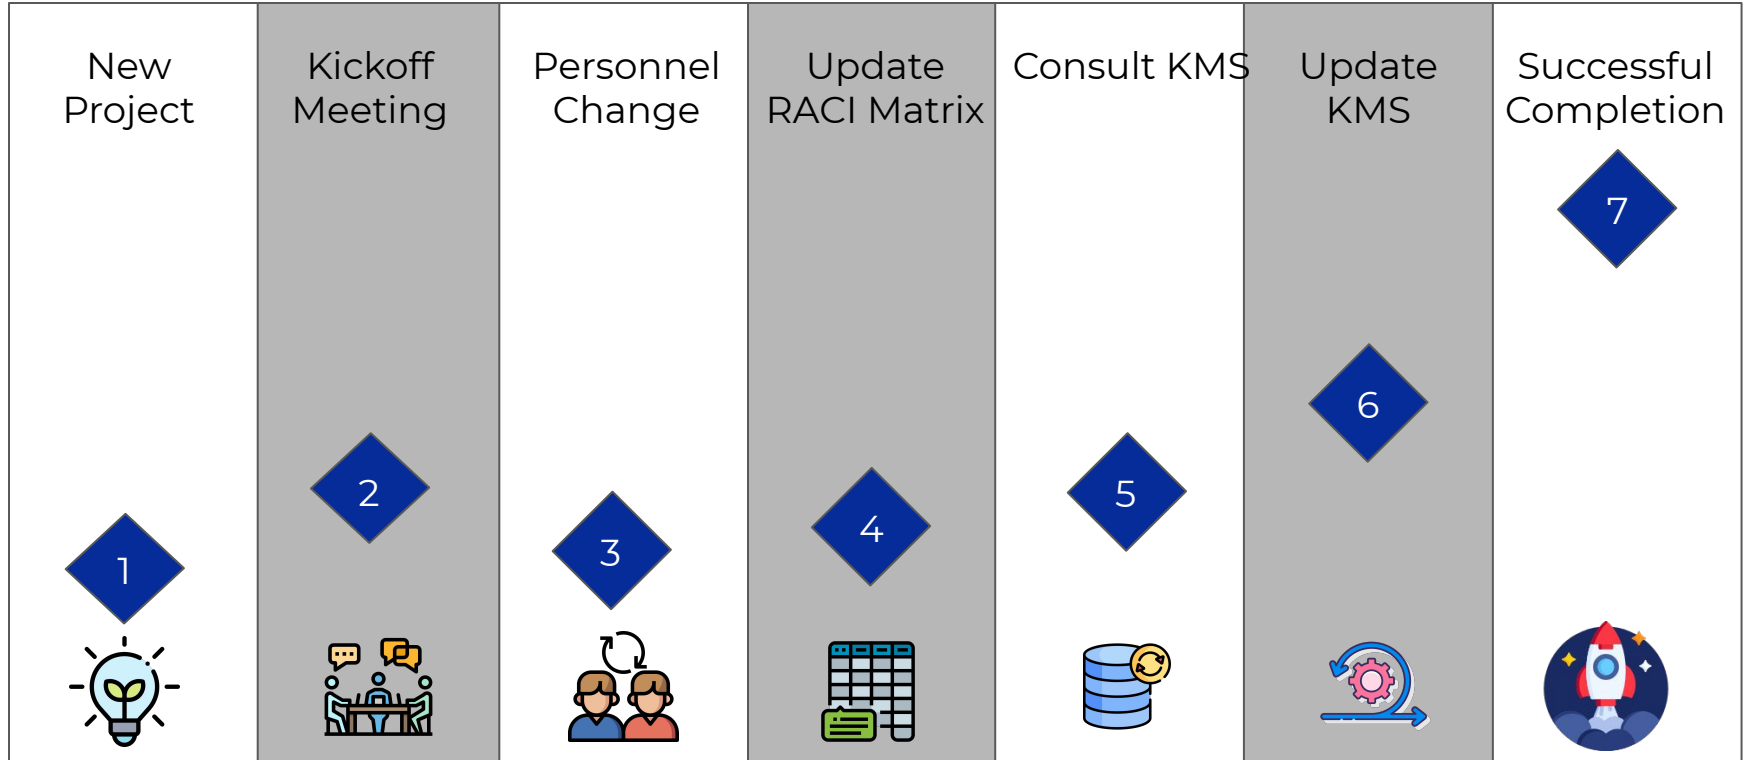 New
Project
Kickoff
Meeting
Personnel
Change
Update
RACI Matrix
Consult KMS
Update
KMS
Successful
Completion
1
2
3
4
5
6
7